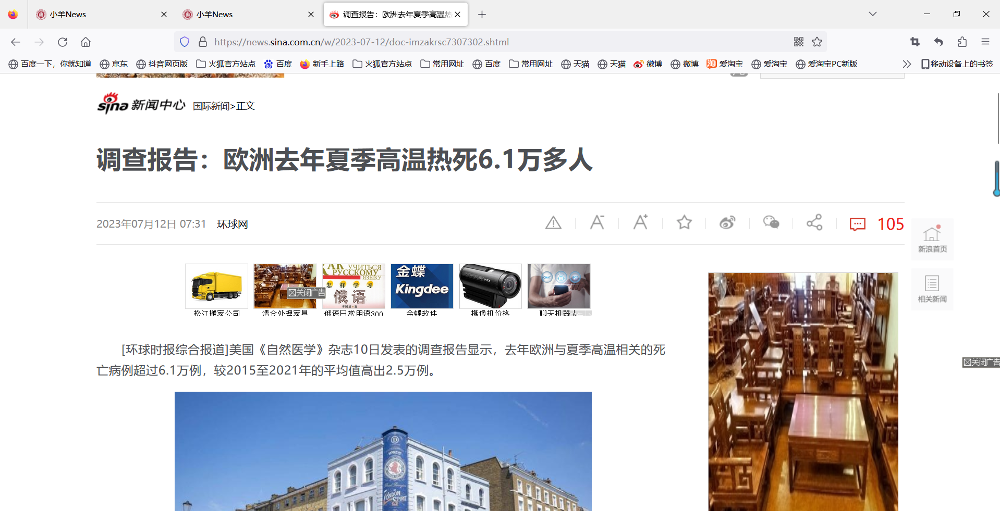 小羊News
小羊News
调查报告：欧洲去年夏季高温热
https://news.sina.com.cn/w/2023-07-12/doc-imzakrsc7307302.shtml
百度一下，你就知道 京东 抖音网页版 火狐官方站点 百度 新手上路 火狐官方站点 常用网址 百度 常用网址 天猫 天猫 微博 微博 爱淘宝 爱淘宝 爱淘宝PC新版 移动设备上的书签
sina 新闻中心 国际新闻>正文
调查报告：欧洲去年夏季高温热死6.1万多人
2023年07月12日 07:31 环球网
105
新浪首页
相关新闻
УЧИТЬСЯ
РУССКОМУ
ЯЗЫКУ
怎样学习
俄语
金蝶
Kingdee
CHAT
关闭广告
松江搬家公司 清仓处理家具 俄语日常用语300 金蝶软件 摄像机价格 聊天机器人
[环球时报综合报道]美国《自然医学》杂志10日发表的调查报告显示，去年欧洲与夏季高温相关的死
亡病例超过6.1万例，较2015至2021年的平均值高出2.5万例。
关闭广告
LONDON
SPIRIT